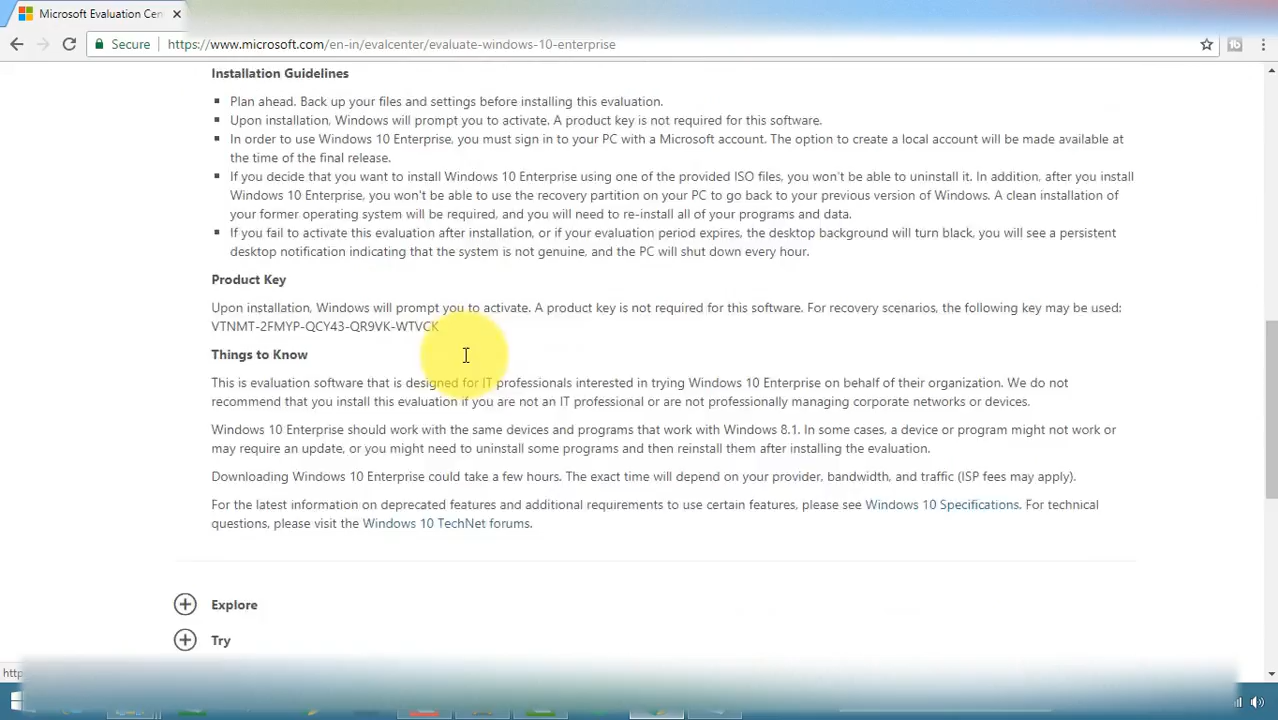 Microsoft Evaluation Cen
Secure
https://www.microsoft.com/en-in/evalcenter/evaluate-windows-10-enterprise
Installation Guidelines
Plan ahead. Back up your files and settings before installing this evaluation.
Upon installation, Windows will prompt you to activate. A product key is not required for this software.
In order to use Windows 10 Enterprise, you must sign in to your PC with a Microsoft account. The option to create a local account will be made available at
the time of the final release.
If you decide that you want to install Windows 10 Enterprise using one of the provided ISO files, you won't be able to uninstall it. In addition, after you install
Windows 10 Enterprise, you won't be able to use the recovery partition on your PC to go back to your previous version of Windows. A clean installation of
your former operating system will be required, and you will need to re-install all of your programs and data.
If you fail to activate this evaluation after installation, or if your evaluation period expires, the desktop background will turn black, you will see a persistent
desktop notification indicating that the system is not genuine, and the PC will shut down every hour.
Product Key
Upon installation, Windows will prompt you to activate. A product key is not required for this software. For recovery scenarios, the following key may be used:
VTNMT-2FMYP-QCY43-QR9VK-WTVCK
Things to Know
This is evaluation software that is designed for IT professionals interested in trying Windows 10 Enterprise on behalf of their organization. We do not
recommend that you install this evaluation if you are not an IT professional or are not professionally managing corporate networks or devices.
Windows 10 Enterprise should work with the same devices and programs that work with Windows 8.1. In some cases, a device or program might not work or
may require an update, or you might need to uninstall some programs and then reinstall them after installing the evaluation.
Downloading Windows 10 Enterprise could take a few hours. The exact time will depend on your provider, bandwidth, and traffic (ISP fees may apply).
For the latest information on deprecated features and additional requirements to use certain features, please see Windows 10 Specifications. For technical
questions, please visit the Windows 10 TechNet forums.
Explore
Try
http